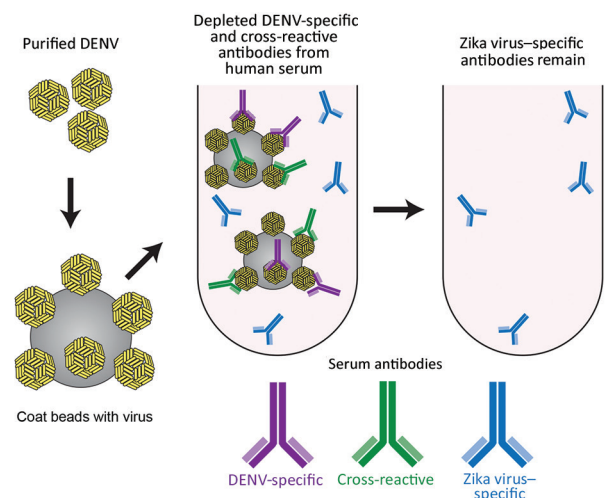 Purified DENV
Depleted DENV-specific
and cross-reactive
antibodies from
human serum
Zika virus–specific
antibodies remain
Coat beads with virus
Serum antibodies
DENV-specific
Cross-reactive
Zika virus–
specific